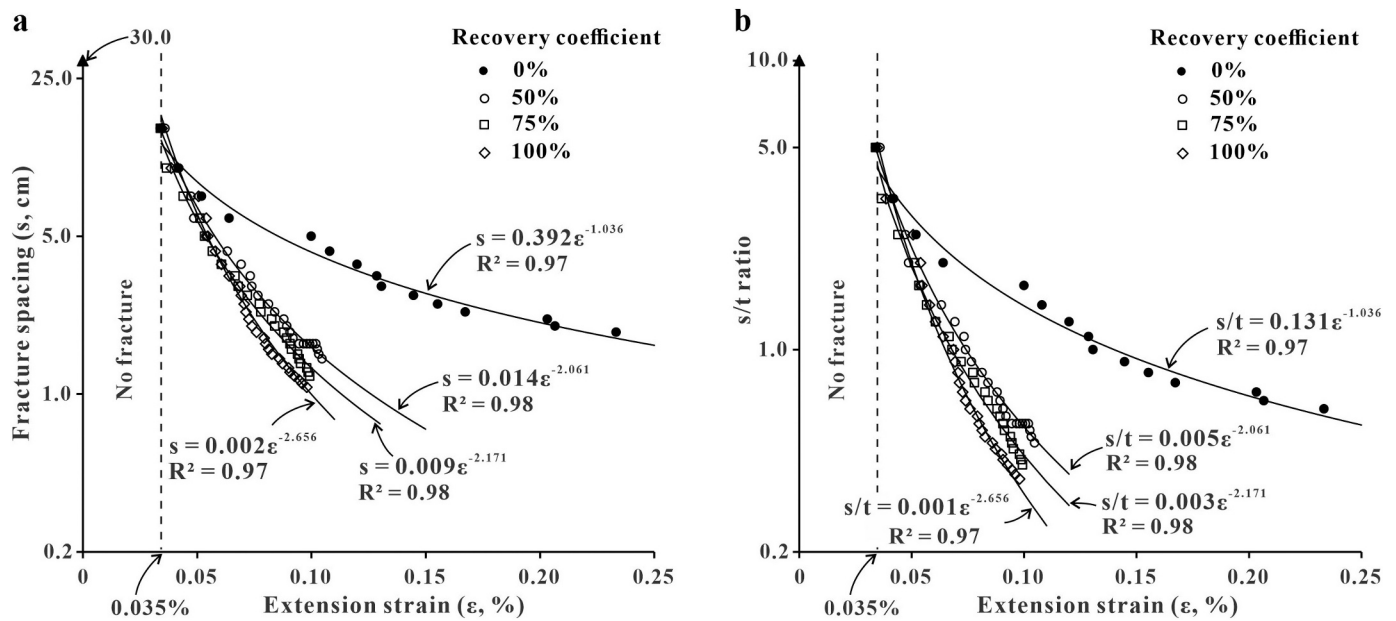 a
30.0
Recovery coefficient
0%
50%
75%
100%
25.0
5.0
1.0
0.2
Fracture spacing (s, cm)
No fracture
s = 0.392ε^-1.036
R² = 0.97
s = 0.014ε^-2.061
R² = 0.98
s = 0.002ε^-2.656
R² = 0.97
s = 0.009ε^-2.171
R² = 0.98
0
0.05
0.10
0.15
0.20
0.25
0.035%
Extension strain (ε, %)
b
Recovery coefficient
0%
50%
75%
100%
10.0
5.0
1.0
0.2
s/t ratio
No fracture
s/t = 0.131ε^-1.036
R² = 0.97
s/t = 0.005ε^-2.061
R² = 0.98
s/t = 0.003ε^-2.171
R² = 0.98
s/t = 0.001ε^-2.656
R² = 0.97
0
0.05
0.10
0.15
0.20
0.25
0.035%
Extension strain (ε, %)